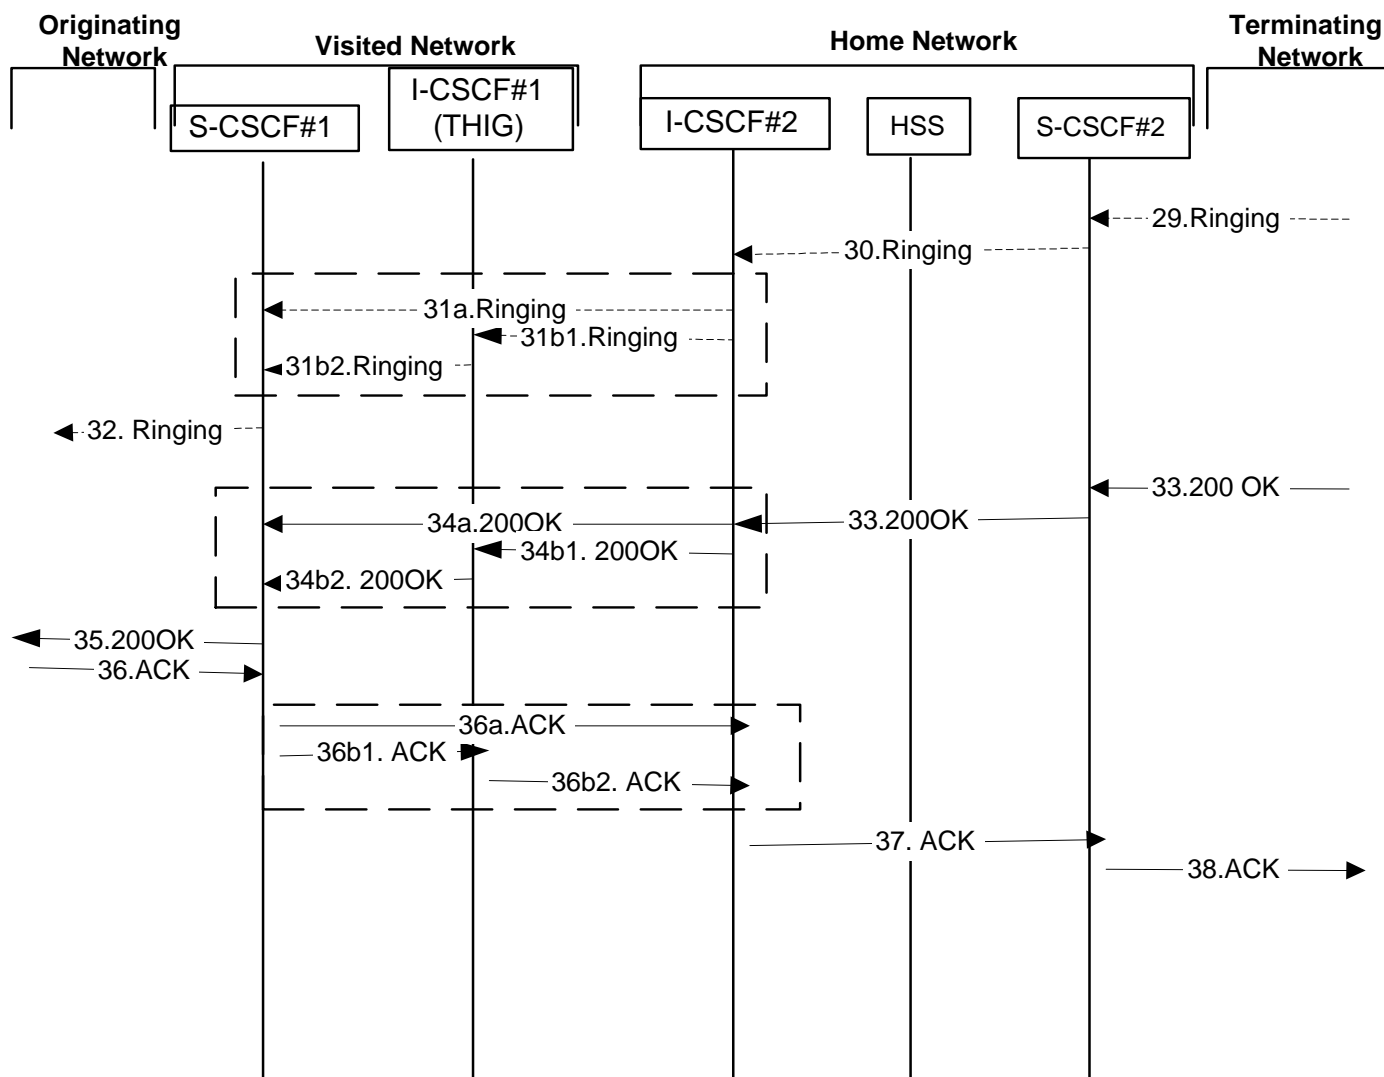 Originating
Network
Visited Network
Home Network
Terminating
Network
S-CSCF#1
I-CSCF#1
(THIG)
I-CSCF#2
HSS
S-CSCF#2
29.Ringing
30.Ringing
31a.Ringing
31b1.Ringing
31b2.Ringing
32. Ringing
33.200 OK
34a.200OK
33.200OK
34b1. 200OK
34b2. 200OK
35.200OK
36.ACK
36a.ACK
36b1. ACK
36b2. ACK
37. ACK
38.ACK